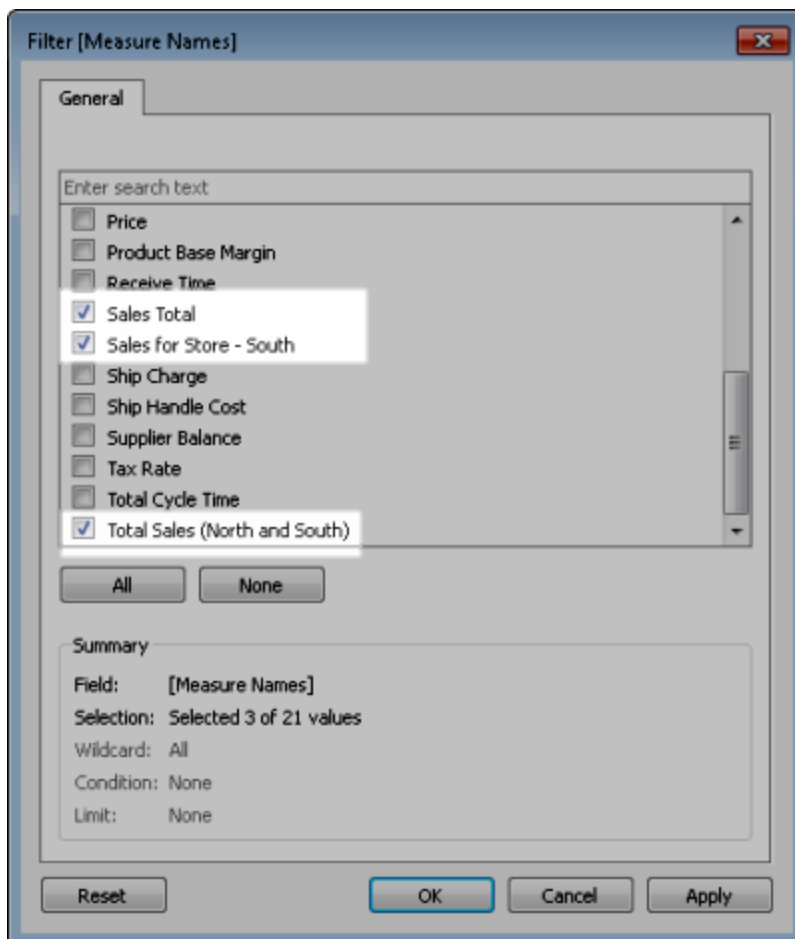 Filter [Measure Names]
General
Enter search text
Price
Product Base Margin
Receive Time
Sales Total
Sales for Store - South
Ship Charge
Ship Handle Cost
Supplier Balance
Tax Rate
Total Cycle Time
Total Sales (North and South)
All None
Summary
Field: [Measure Names]
Selection: Selected 3 of 21 values
Wildcard: All
Condition: None
Limit: None
Reset OK Cancel Apply